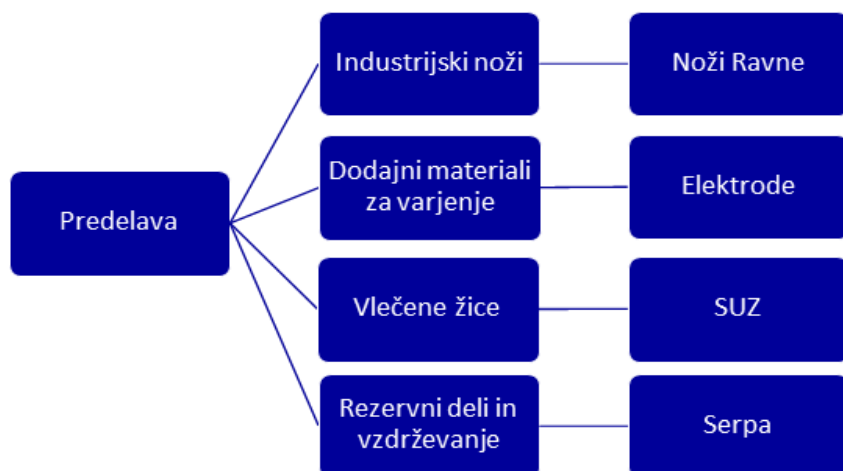 Industrijski noži
Noži Ravne
Dodajni materiali
za varjenje
Elektrode
Predelava
Vlečene žice
SUZ
Rezervni deli in
vzdrževanje
Serpa